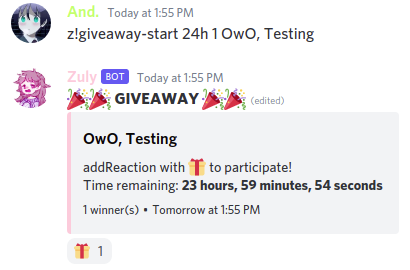 And. Today at 1:55 PM
z!giveaway-start 24h 1 OwO, Testing
Zuly BOT Today at 1:55 PM
🎉🎉 GIVEAWAY 🎉🎉 (edited)
OwO, Testing
addReaction with 🎁 to participate!
Time remaining: 23 hours, 59 minutes, 54 seconds
1 winner(s) • Tomorrow at 1:55 PM
🎁 1